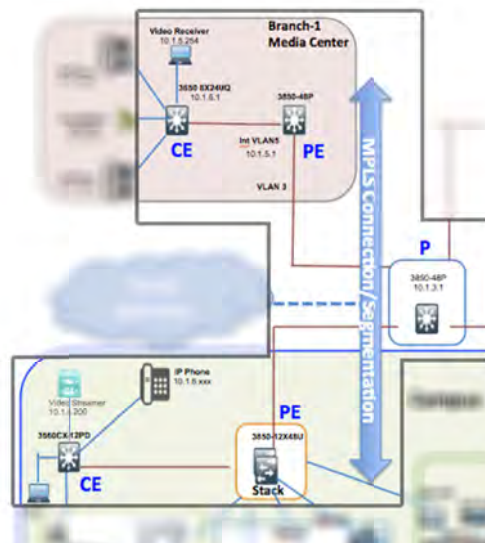 Branch-1
Media Center
Video Receiver
10.1.5.254
3650 8X24UQ
10.1.5.1
3850-48P
CE
Int VLAN5
10.1.5.1
PE
VLAN 3
MPLS Connection/Segmentation
P
3850-48P
10.1.3.1
IP Phone
10.1.6.xxx
Video Streamer
3560CX-12PD
PE
3850-12X48U
CE
Stack